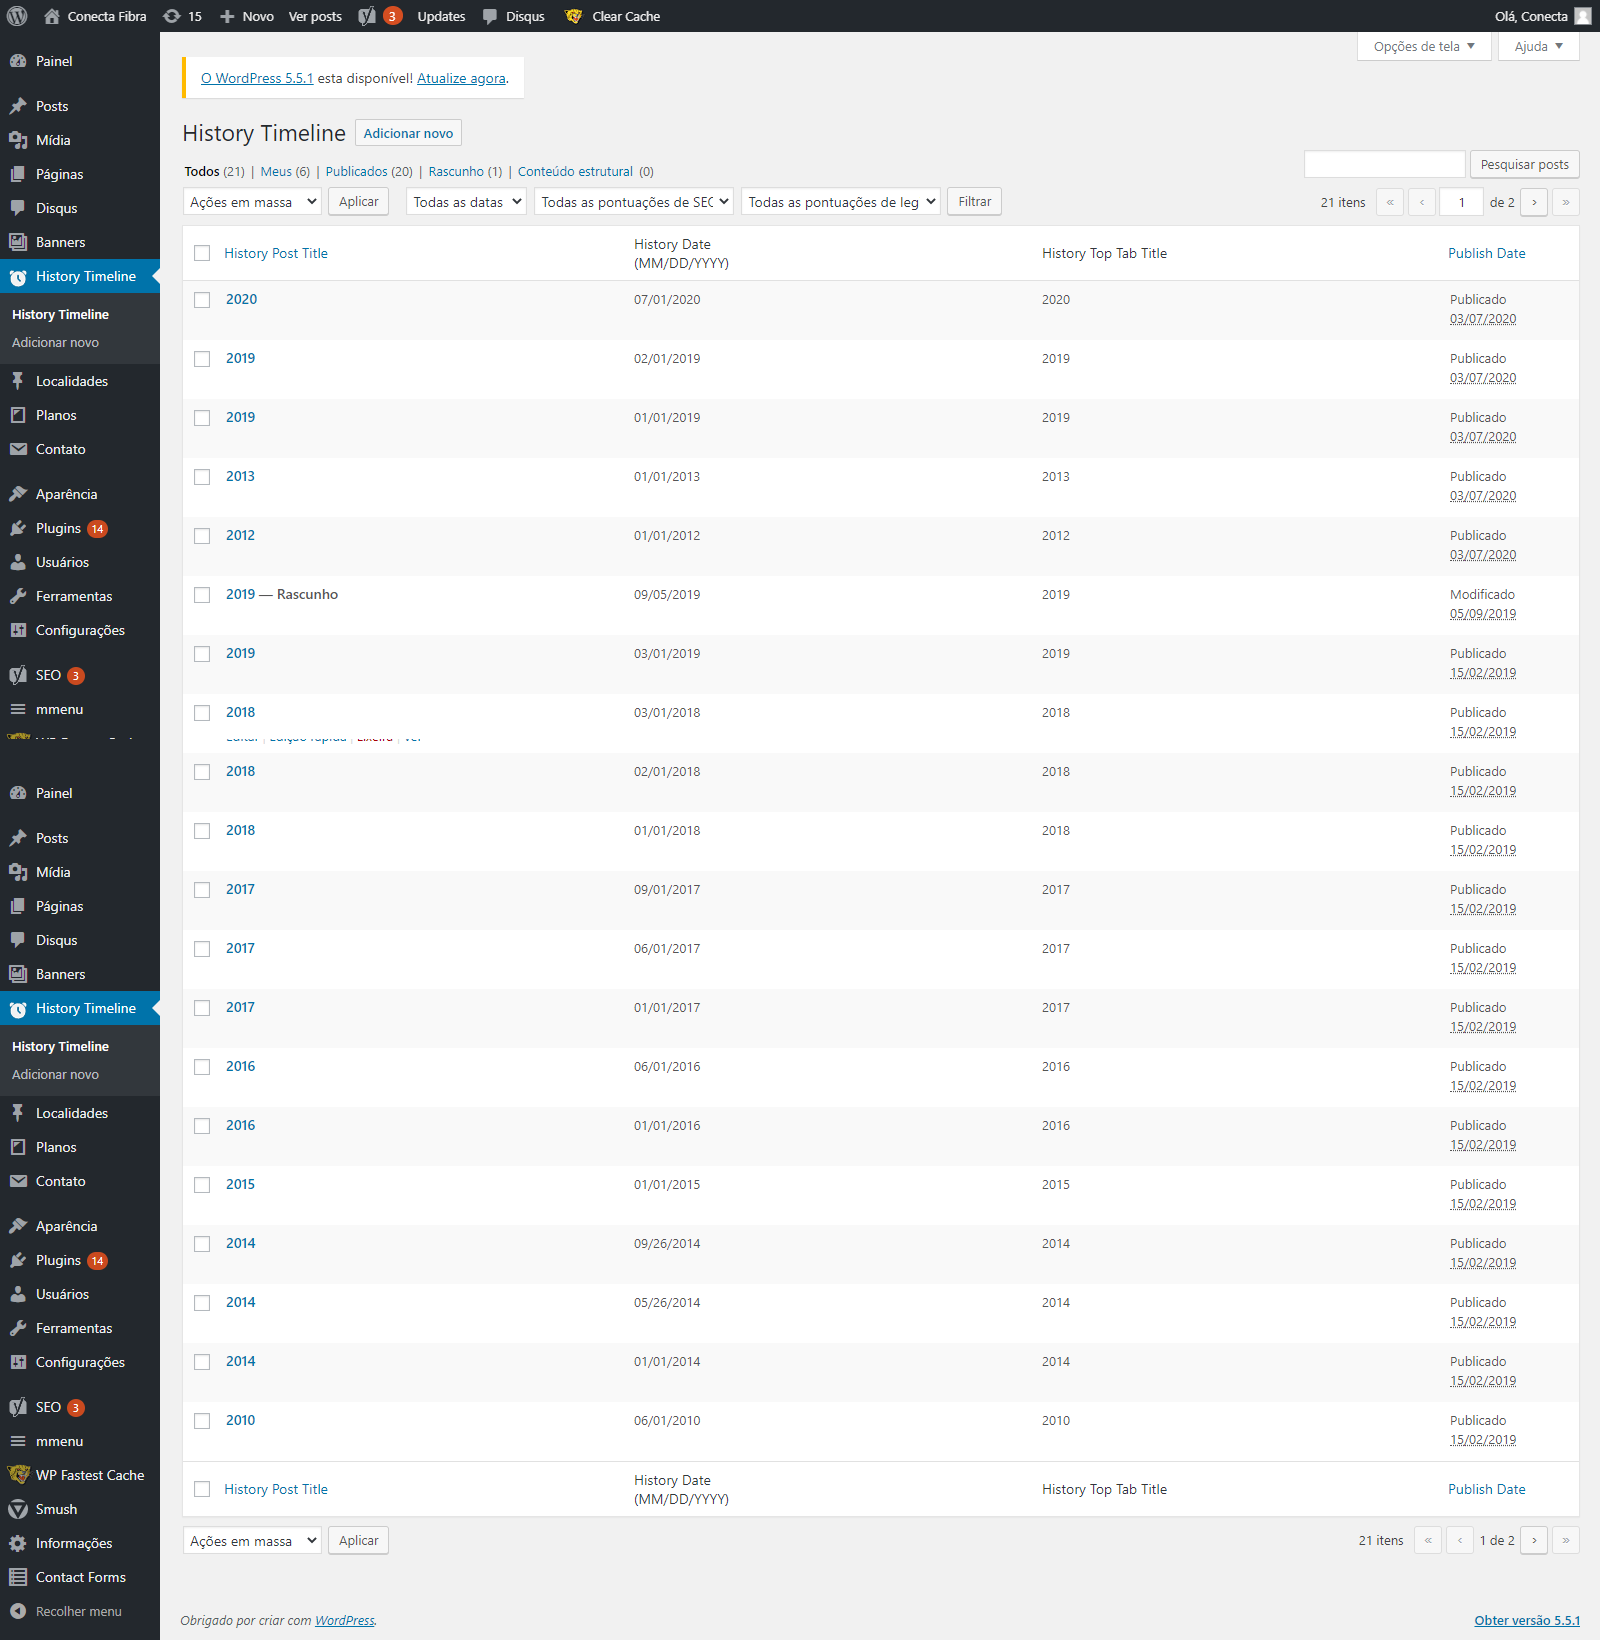 Conecta Fibra 15 Novo Ver posts 3 Updates Disqus Clear Cache Olá, Conecta
Opções de tela Ajuda
O WordPress 5.5.1 esta disponível! Atualize agora.
History Timeline Adicionar novo
Todos (21) | Meus (6) | Publicados (20) | Rascunho (1) | Conteúdo estrutural (0)
Pesquisar posts
Ações em massa Aplicar Todas as datas Todas as pontuações de SEO Todas as pontuações de leg Filtrar 21 itens « ‹ 1 de 2 › »
History Post Title History Date (MM/DD/YYYY) History Top Tab Title Publish Date
2020 07/01/2020 2020 Publicado 03/07/2020
2019 02/01/2019 2019 Publicado 03/07/2020
2019 01/01/2019 2019 Publicado 03/07/2020
2013 01/01/2013 2013 Publicado 03/07/2020
2012 01/01/2012 2012 Publicado 03/07/2020
2019 — Rascunho 09/05/2019 2019 Modificado 05/09/2019
2019 03/01/2019 2019 Publicado 15/02/2019
2018 03/01/2018 2018 Publicado 15/02/2019
Editar | Edição rápida | Lixeira | Ver
2018 02/01/2018 2018 Publicado 15/02/2019
2018 01/01/2018 2018 Publicado 15/02/2019
2017 09/01/2017 2017 Publicado 15/02/2019
2017 06/01/2017 2017 Publicado 15/02/2019
2017 01/01/2017 2017 Publicado 15/02/2019
2016 06/01/2016 2016 Publicado 15/02/2019
2016 01/01/2016 2016 Publicado 15/02/2019
2015 01/01/2015 2015 Publicado 15/02/2019
2014 09/26/2014 2014 Publicado 15/02/2019
2014 05/26/2014 2014 Publicado 15/02/2019
2014 01/01/2014 2014 Publicado 15/02/2019
2010 06/01/2010 2010 Publicado 15/02/2019
History Post Title History Date (MM/DD/YYYY) History Top Tab Title Publish Date
Ações em massa Aplicar 21 itens « ‹ 1 de 2 › »
Obrigado por criar com WordPress. Obter versão 5.5.1
Painel
Posts
Mídia
Páginas
Disqus
Banners
History Timeline
History Timeline
Adicionar novo
Localidades
Planos
Contato
Aparência
Plugins 14
Usuários
Ferramentas
Configurações
SEO 3
mmenu
Painel
Posts
Mídia
Páginas
Disqus
Banners
History Timeline
History Timeline
Adicionar novo
Localidades
Planos
Contato
Aparência
Plugins 14
Usuários
Ferramentas
Configurações
SEO 3
mmenu
WP Fastest Cache
Smush
Informações
Contact Forms
Recolher menu